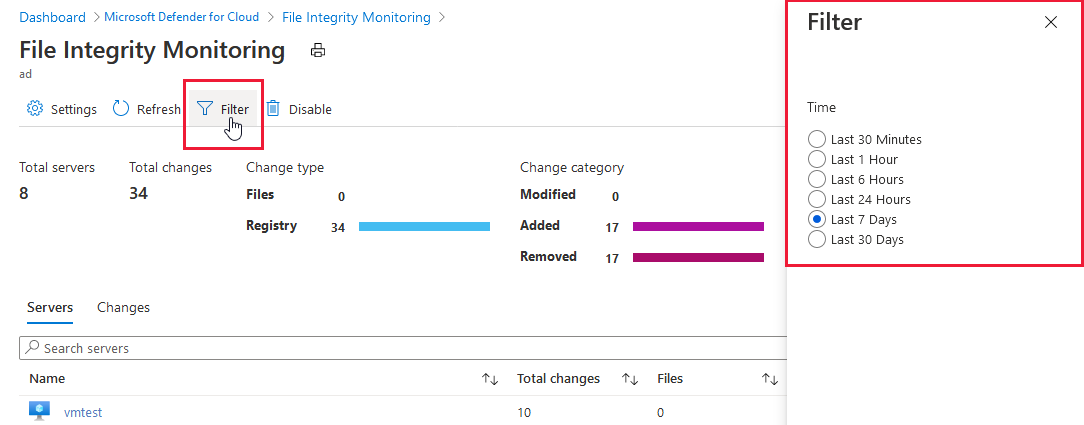 Dashboard > Microsoft Defender for Cloud > File Integrity Monitoring >
File Integrity Monitoring
ad
Settings Refresh Filter Disable
Total servers Total changes Change type Change category
8 34 Files 0 Modified 0
Registry 34 Added 17
Removed 17
Servers Changes
Search servers
Name Total changes Files
vmtest 10 0
Filter
Time
Last 30 Minutes
Last 1 Hour
Last 6 Hours
Last 24 Hours
Last 7 Days
Last 30 Days